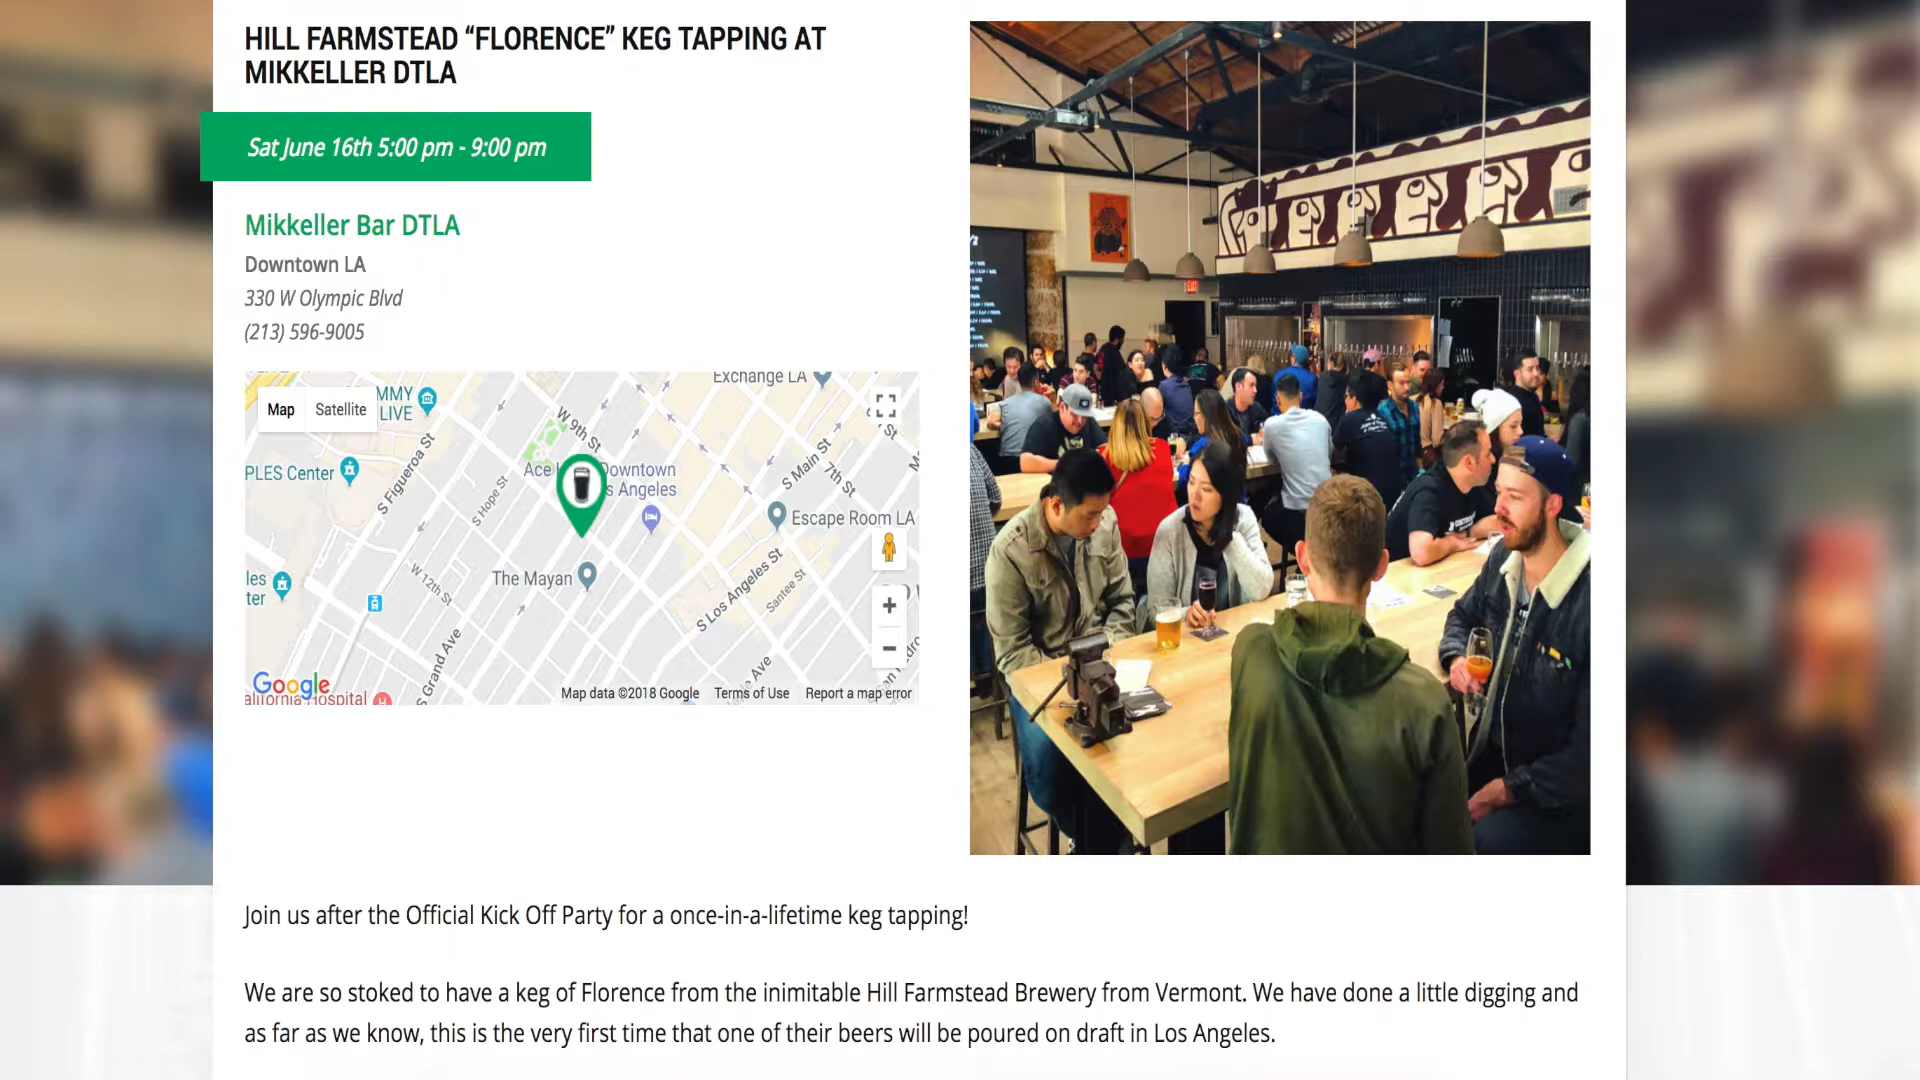 HILL FARMSTEAD “FLORENCE” KEG TAPPING AT
MIKKELLER DTLA
Sat June 16th 5:00 pm - 9:00 pm
Mikkeller Bar DTLA
Downtown LA
330 W Olympic Blvd
(213) 596-9005
Exchange LA
Map
Satellite
MMY
LIVE
W 9th St
St
PLES Center
S Figueroa St
S Hope St
Ace
Downtown
s Angeles
S Main St
7th St
Escape Room LA
The Mayan
les
ter
W 12th St
S Los Angeles St
Santee St
S Grand Ave
Ave
Google
alifornia Hospital
Map data ©2018 Google
Terms of Use
Report a map error
EXIT
Join us after the Official Kick Off Party for a once-in-a-lifetime keg tapping!
We are so stoked to have a keg of Florence from the inimitable Hill Farmstead Brewery from Vermont. We have done a little digging and
as far as we know, this is the very first time that one of their beers will be poured on draft in Los Angeles.